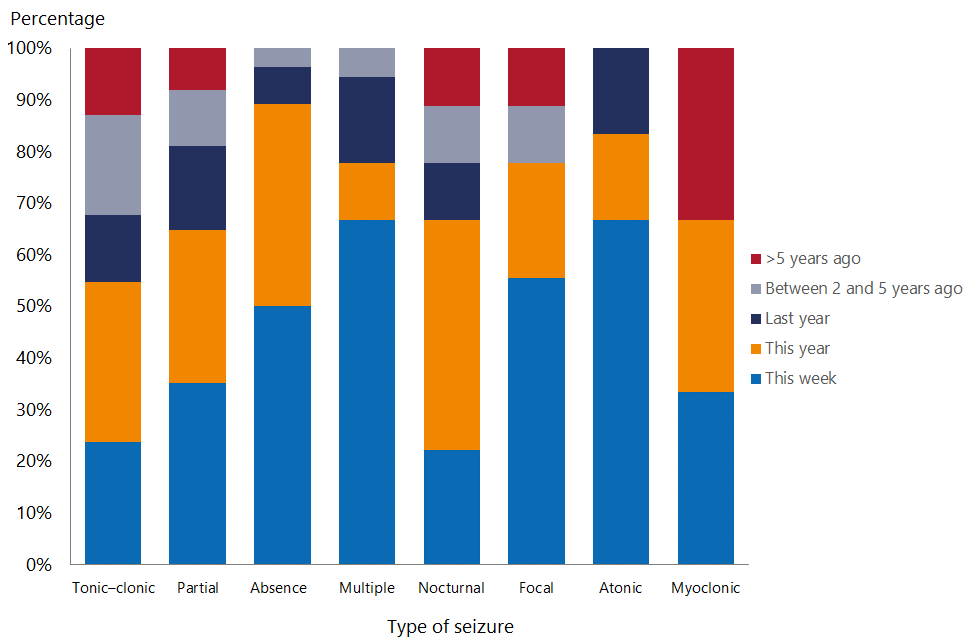 Percentage
100%
90%
80%
70%
60%
50%
40%
30%
20%
10%
0%
Tonic–clonic Partial Absence Multiple Nocturnal Focal Atonic Myoclonic
Type of seizure
>5 years ago
Between 2 and 5 years ago
Last year
This year
This week